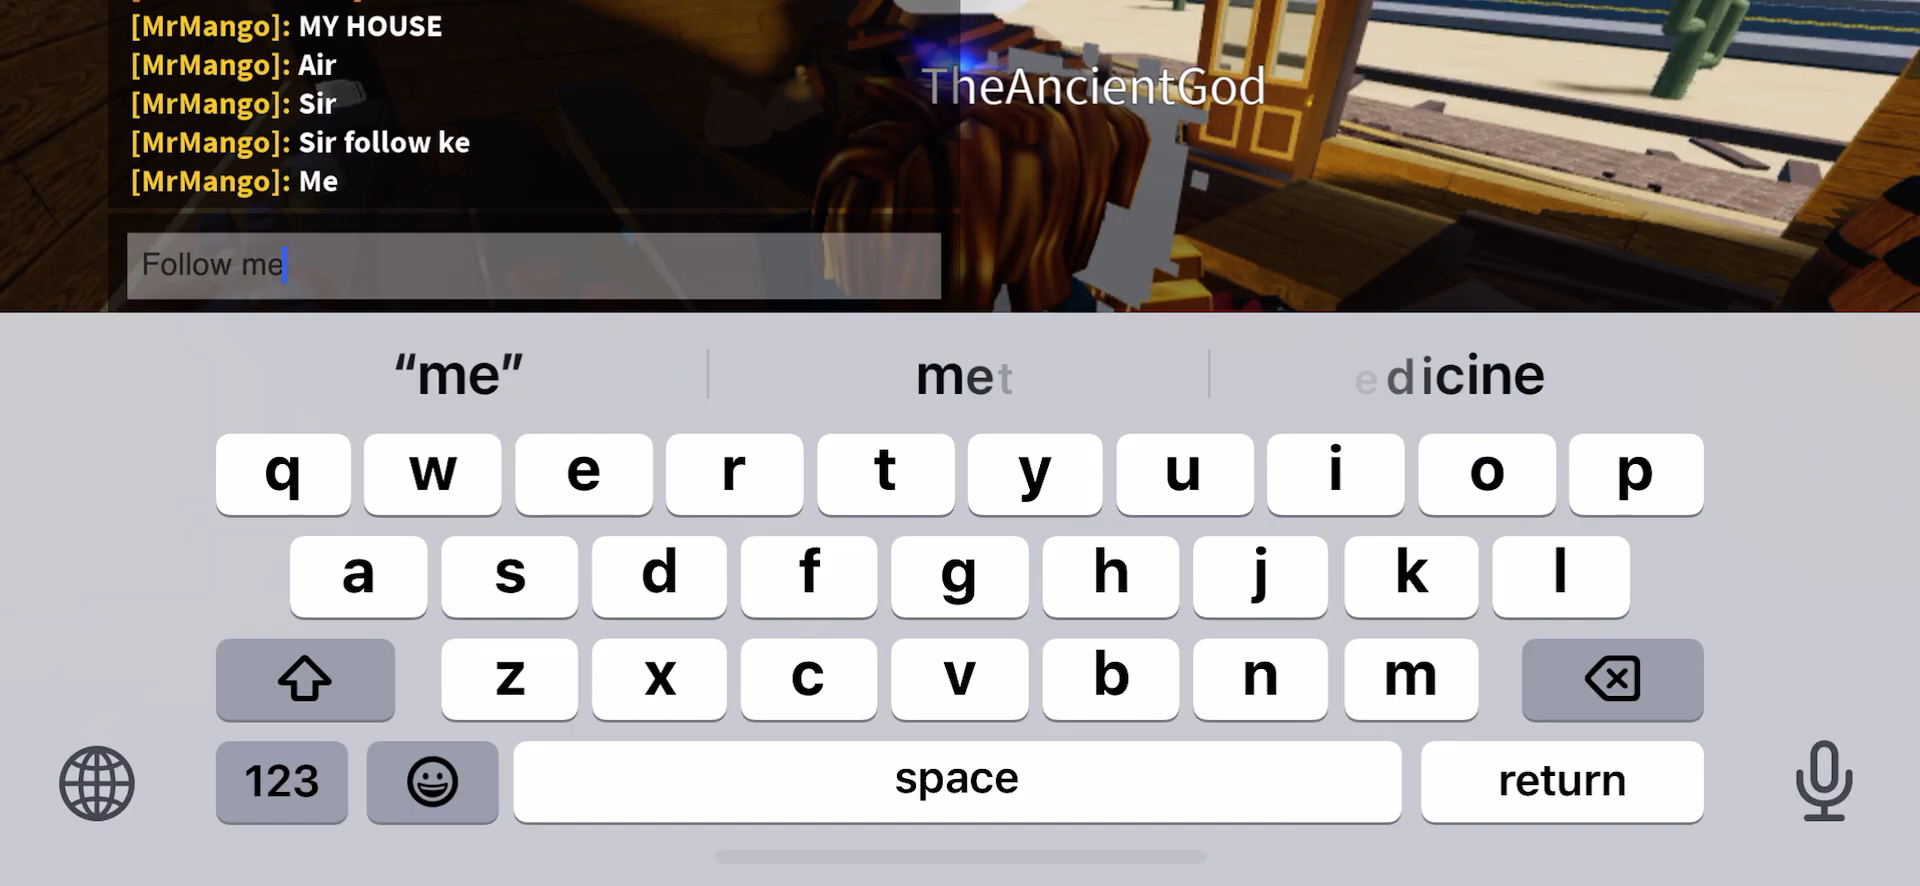 [MrMango]: MY HOUSE
[MrMango]: Air
[MrMango]: Sir
[MrMango]: Sir follow ke
[MrMango]: Me
TheAncientGod
Follow me
“me” met edicine
q w e r t y u i o p
a s d f g h j k l
z x c v b n m
123 space return